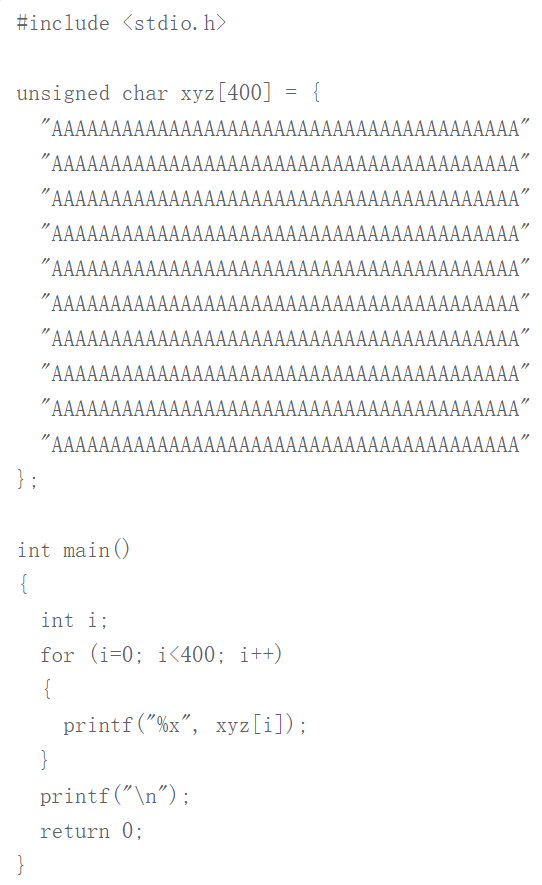 #include <stdio.h>
unsigned char xyz[400] = {
"AAAAAAAAAAAAAAAAAAAAAAAAAAAAAAAAAAAAAAAA"
"AAAAAAAAAAAAAAAAAAAAAAAAAAAAAAAAAAAAAAAA"
"AAAAAAAAAAAAAAAAAAAAAAAAAAAAAAAAAAAAAAAA"
"AAAAAAAAAAAAAAAAAAAAAAAAAAAAAAAAAAAAAAAA"
"AAAAAAAAAAAAAAAAAAAAAAAAAAAAAAAAAAAAAAAA"
"AAAAAAAAAAAAAAAAAAAAAAAAAAAAAAAAAAAAAAAA"
"AAAAAAAAAAAAAAAAAAAAAAAAAAAAAAAAAAAAAAAA"
"AAAAAAAAAAAAAAAAAAAAAAAAAAAAAAAAAAAAAAAA"
"AAAAAAAAAAAAAAAAAAAAAAAAAAAAAAAAAAAAAAAA"
"AAAAAAAAAAAAAAAAAAAAAAAAAAAAAAAAAAAAAAAA"
};
int main()
{
int i;
for (i=0; i<400; i++)
{
printf("%x", xyz[i]);
}
printf("\n");
return 0;
}